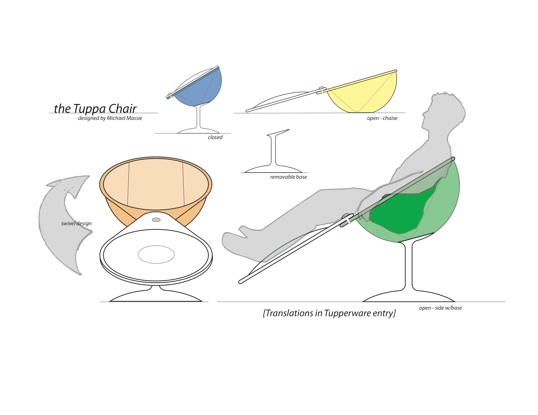 the Tuppa Chair
designed by Michael Massie
closed
open - chaise
removable base
swivel design
[Translations in Tupperware entry]
open - side w/base